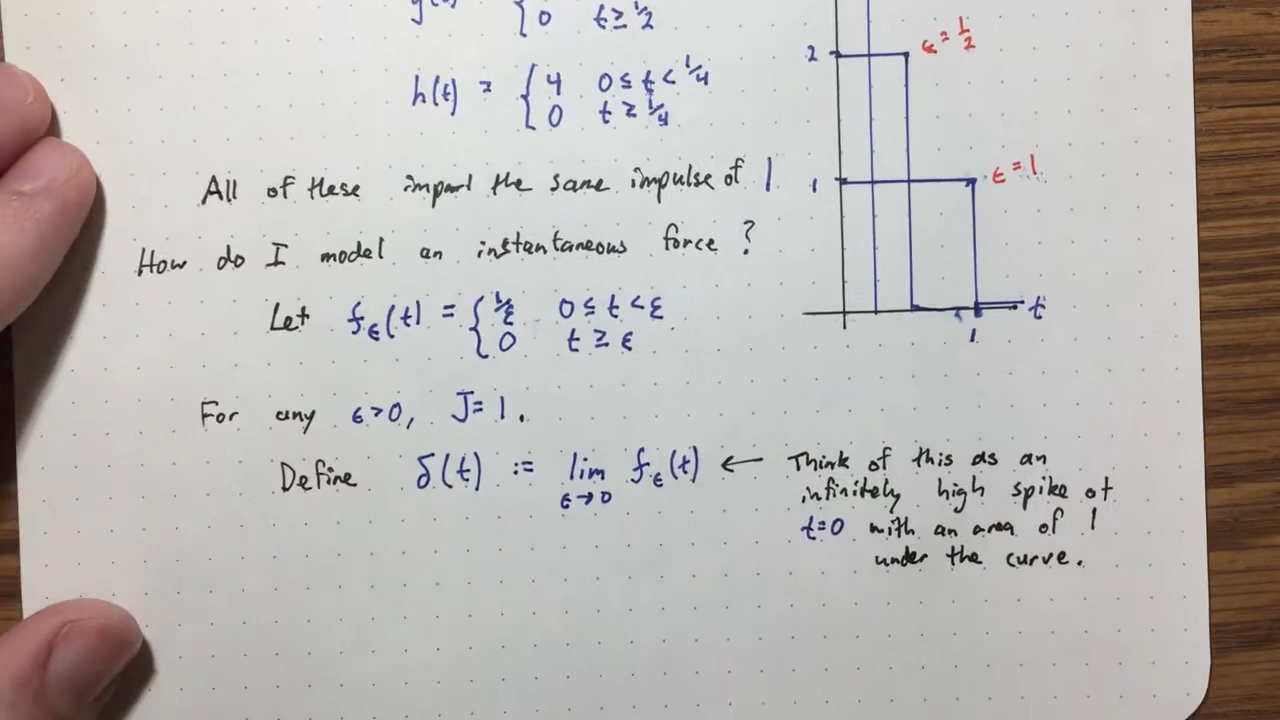 { 0 t ≥ 1/2
h(t) = { 4 0 ≤ t < 1/4
0 t ≥ 1/4
All of these impart the same impulse of 1
How do I model an instantaneous force ?
Let fε(t) = { 1/ε 0 ≤ t < ε
0 t ≥ ε
For any ε>0, J=1.
Define δ(t) := lim fε(t) ← Think of this as an
ε→0
infinitely high spike at
t=0 with an area of 1
under the curve.
2
ε = 1/2
1
ε = 1
t
1